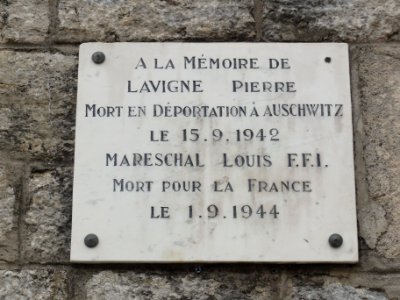 A LA MÉMOIRE DE
LAVIGNE PIERRE
MORT EN DÉPORTATION À AUSCHWITZ
LE 15.9.1942
MARESCHAL LOUIS F.F.I.
MORT POUR LA FRANCE
LE 1.9.1944